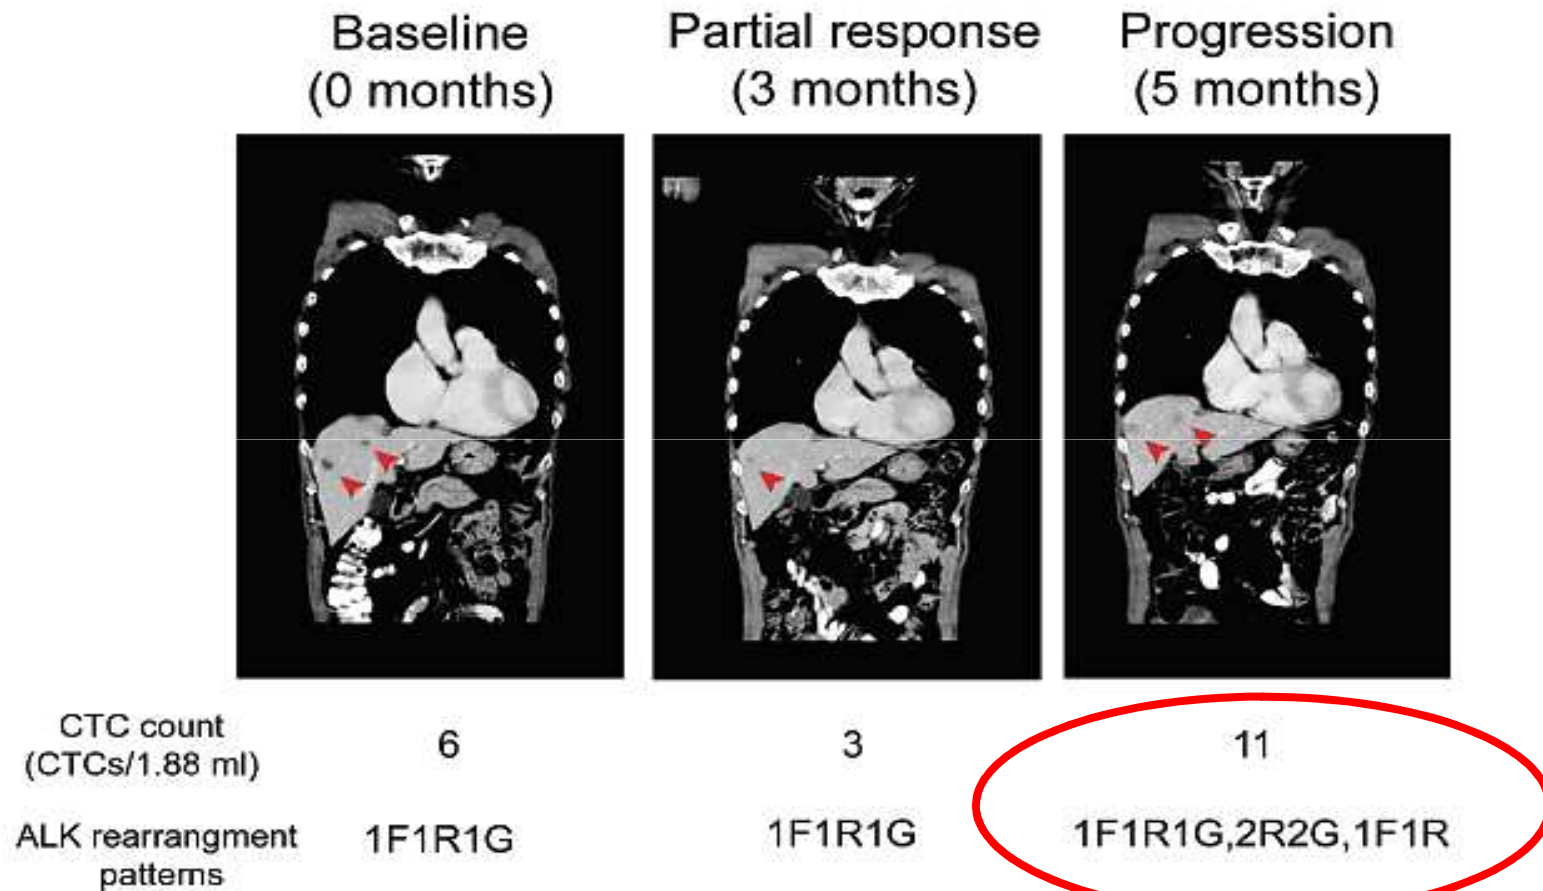 Baseline
(0 months)
Partial response
(3 months)
Progression
(5 months)
CTC count
(CTCs/1.88 ml)
6
3
11
ALK rearrangment
patterns
1F1R1G
1F1R1G
1F1R1G,2R2G,1F1R